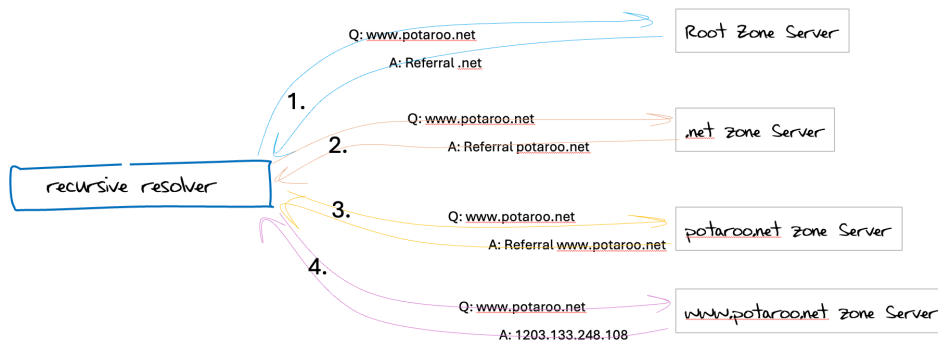 Root Zone Server
Q: www.potaroo.net
A: Referral .net
1.
.net zone Server
Q: www.potaroo.net
2.
A: Referral potaroo.net
recursive resolver
3.
Q: www.potaroo.net
potaroo.net zone Server
A: Referral www.potaroo.net
4.
Q: www.potaroo.net
www.potaroo.net zone Server
A: 1203.133.248.108